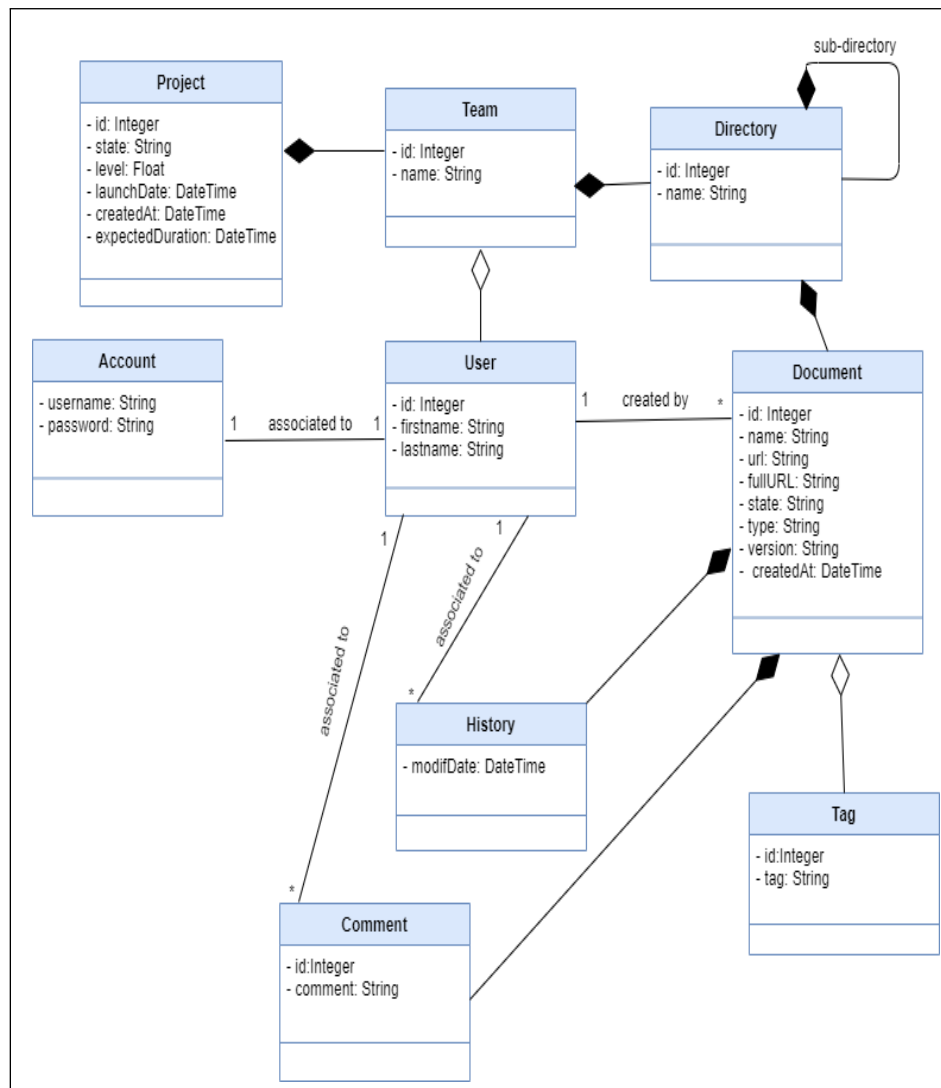 sub-directory
Project
- id: Integer
- state: String
- level: Float
- launchDate: DateTime
- createdAt: DateTime
- expectedDuration: DateTime
Team
- id: Integer
- name: String
Directory
- id: Integer
- name: String
Account
- username: String
- password: String
1
associated to
1
User
- id: Integer
- firstname: String
- lastname: String
1
created by
*
Document
- id: Integer
- name: String
- url: String
- fullURL: String
- state: String
- type: String
- version: String
- createdAt: DateTime
1
associated to
*
1
associated to
*
History
- modifDate: DateTime
Tag
- id:Integer
- tag: String
Comment
- id:Integer
- comment: String